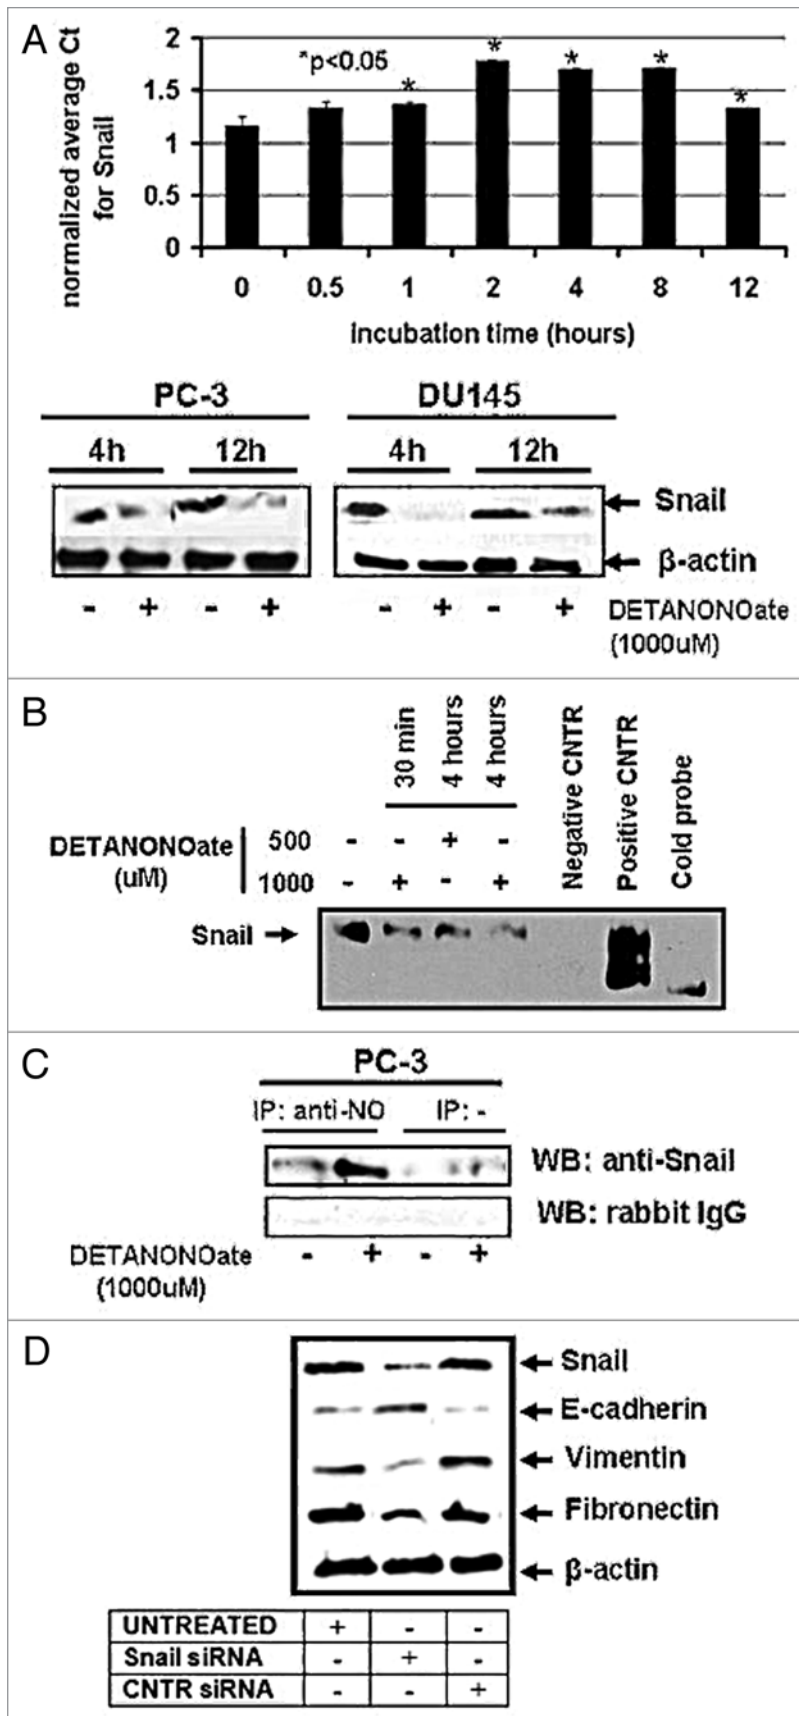 A
normalized average Ct
for Snail
2
1.5
1
0.5
0
*p<0.05
* * * * *
0 0.5 1 2 4 8 12
incubation time (hours)
PC-3 DU145
4h 12h 4h 12h
Snail
β-actin
- + - + - + - + DETANONOate
(1000uM)
B
30 min 4 hours 4 hours Negative CNTR Positive CNTR Cold probe
DETANONOate 500 - - + -
(uM) 1000 - + - +
Snail
C
PC-3
IP: anti-NO IP: -
WB: anti-Snail
WB: rabbit IgG
DETANONOate - + - +
(1000uM)
D
Snail
E-cadherin
Vimentin
Fibronectin
β-actin
UNTREATED + - -
Snail siRNA - + -
CNTR siRNA - - +